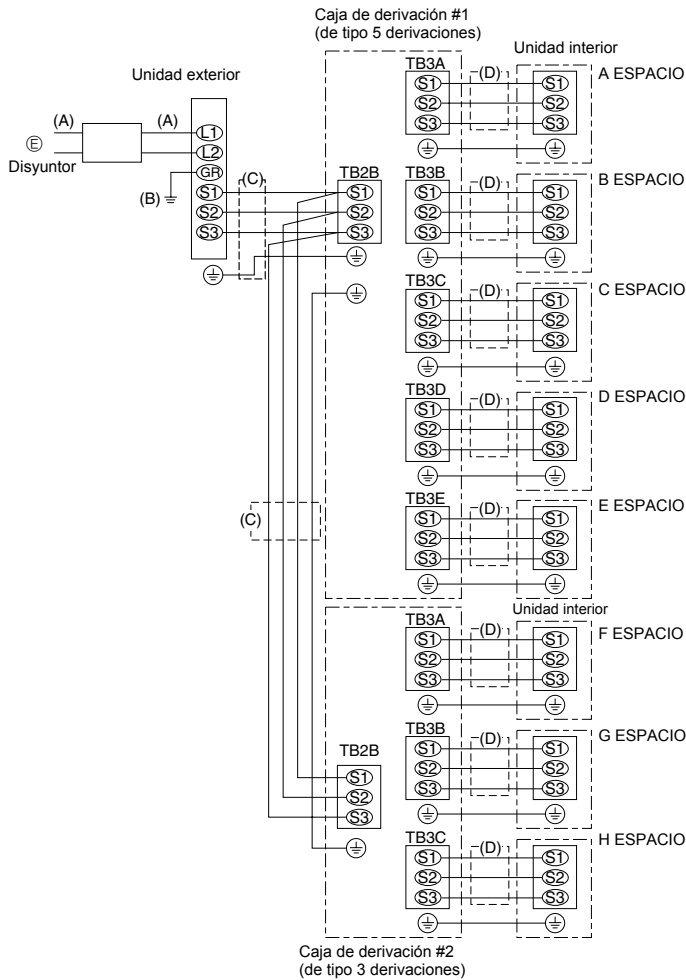 Caja de derivación #1
(de tipo 5 derivaciones)
Unidad interior
Unidad exterior
TB3A
(D)
A ESPACIO
S1
S1
S2
S2
S3
S3
(A)
(A)
L1
Ⓔ
L2
Disyuntor
GR
(B)
S1
S2
S3
(C)
TB2B
S1
S2
S3
TB3B
(D)
B ESPACIO
S1
S1
S2
S2
S3
S3
TB3C
(D)
C ESPACIO
S1
S1
S2
S2
S3
S3
TB3D
(D)
D ESPACIO
S1
S1
S2
S2
S3
S3
TB3E
(D)
E ESPACIO
S1
S1
S2
S2
S3
S3
(C)
Unidad interior
TB3A
(D)
F ESPACIO
S1
S1
S2
S2
S3
S3
TB3B
(D)
G ESPACIO
S1
S1
S2
S2
S3
S3
TB2B
S1
S2
S3
TB3C
(D)
H ESPACIO
S1
S1
S2
S2
S3
S3
Caja de derivación #2
(de tipo 3 derivaciones)